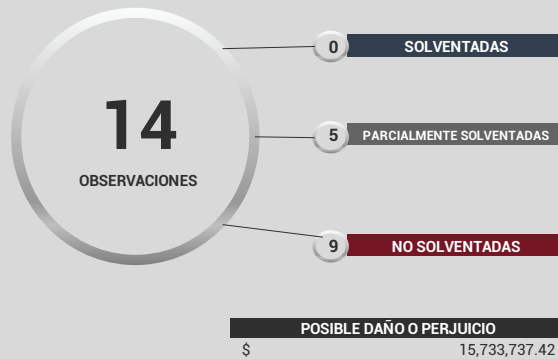 14
OBSERVACIONES
0 SOLVENTADAS
5 PARCIALMENTE SOLVENTADAS
9 NO SOLVENTADAS
POSIBLE DAÑO O PERJUICIO
$ 15,733,737.42